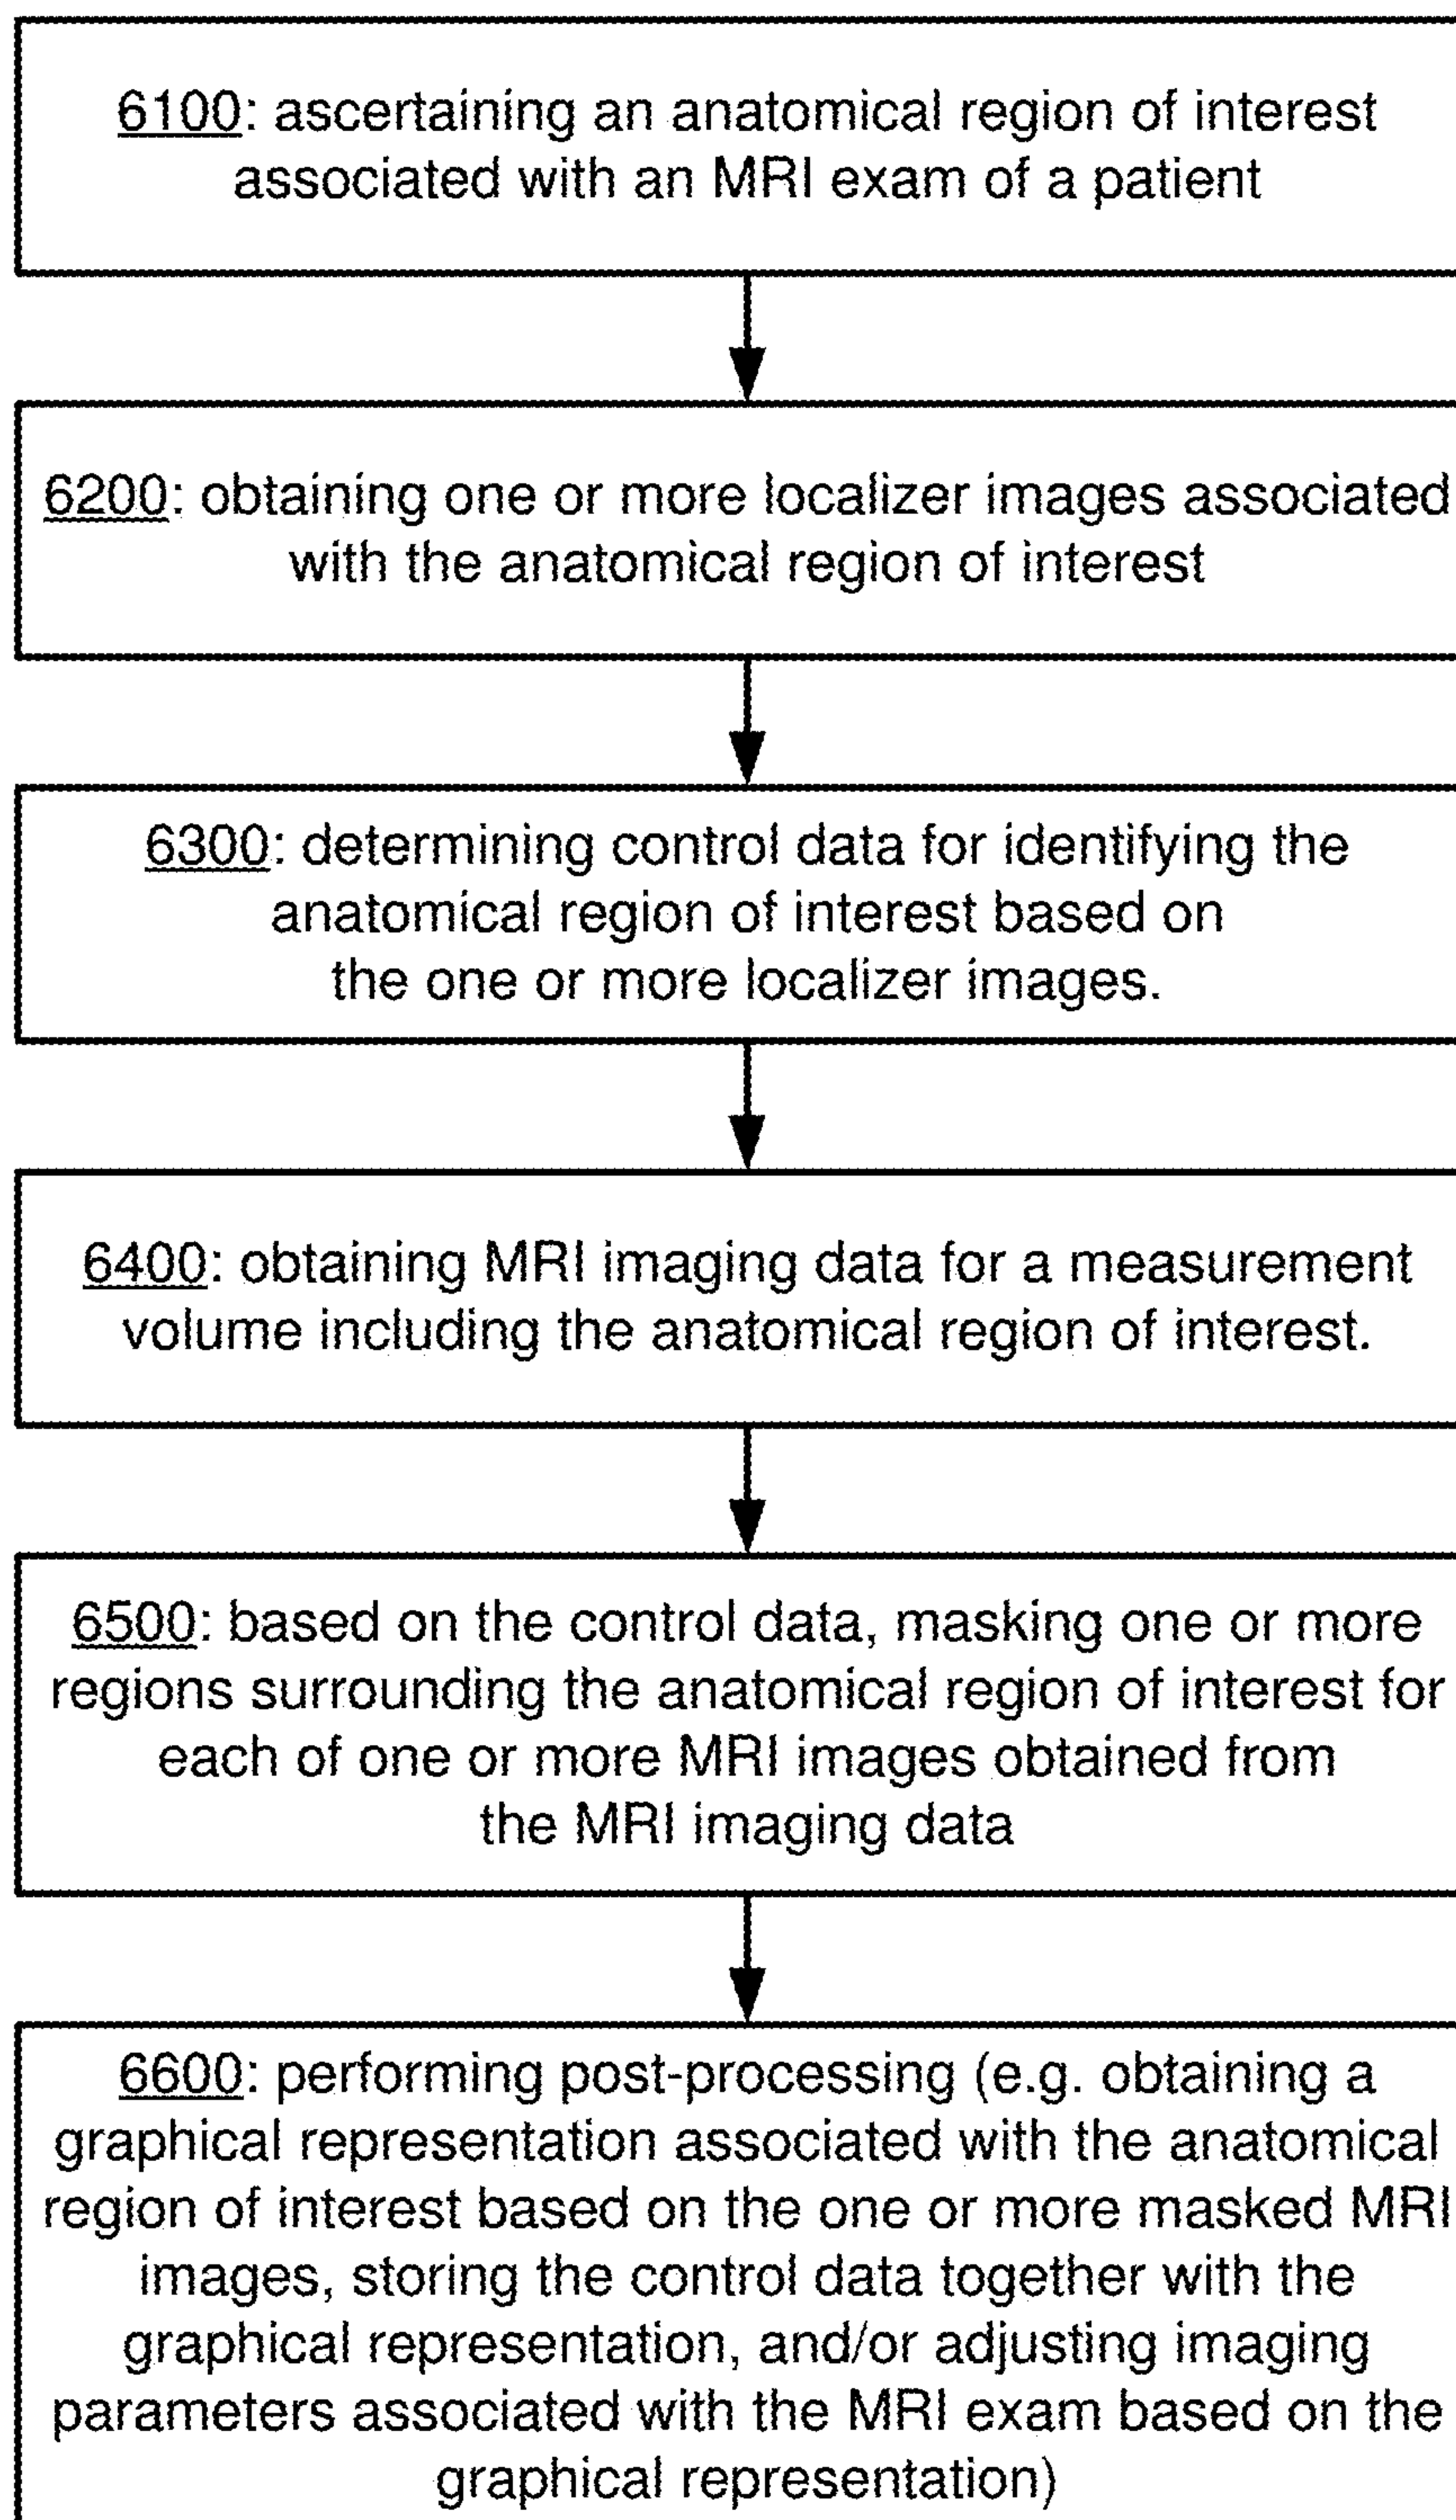 6100: ascertaining an anatomical region of interest
associated with an MRI exam of a patient
6200: obtaining one or more localizer images associated
with the anatomical region of interest
6300: determining control data for identifying the
anatomical region of interest based on
the one or more localizer images.
6400: obtaining MRI imaging data for a measurement
volume including the anatomical region of interest.
6500: based on the control data, masking one or more
regions surrounding the anatomical region of interest for
each of one or more MRI images obtained from
the MRI imaging data
6600: performing post-processing (e.g. obtaining a
graphical representation associated with the anatomical
region of interest based on the one or more masked MRI
images, storing the control data together with the
graphical representation, and/or adjusting imaging
parameters associated with the MRI exam based on the
graphical representation)